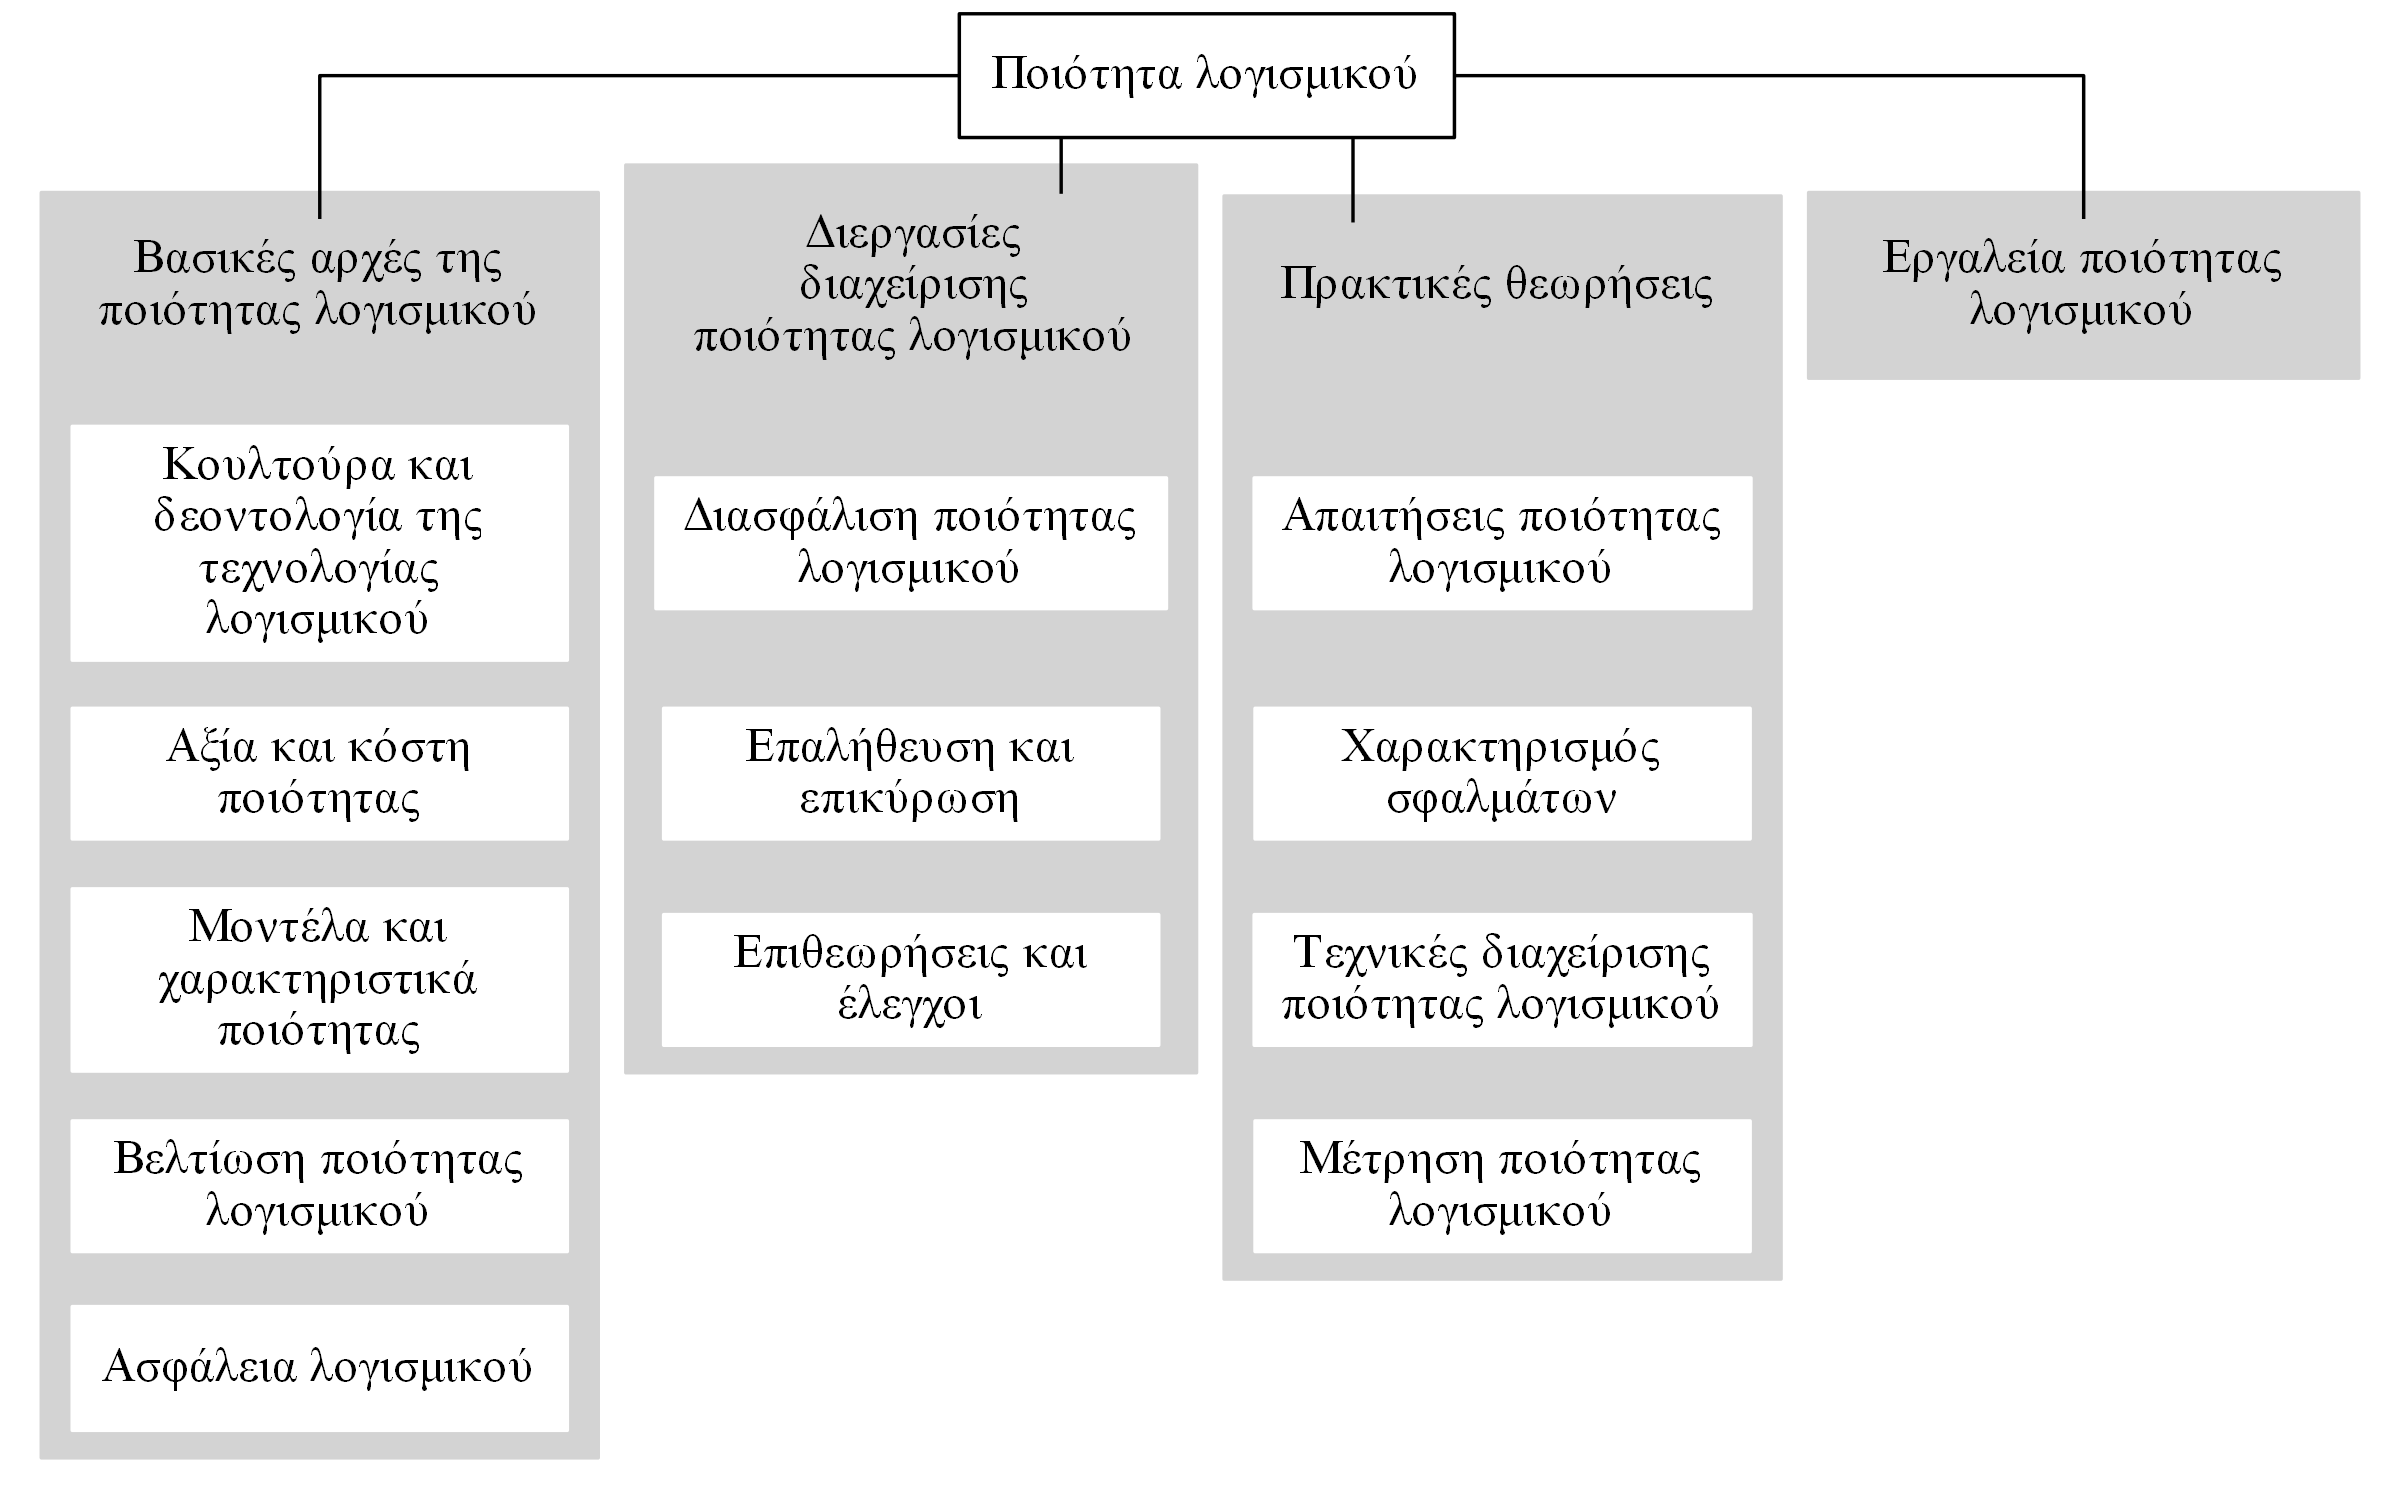 Ποιότητα λογισμικού
Βασικές αρχές της
ποιότητας λογισμικού
Κουλτούρα και
δεοντολογία της
τεχνολογίας
λογισμικού
Αξία και κόστη
ποιότητας
Μοντέλα και
χαρακτηριστικά
ποιότητας
Βελτίωση ποιότητας
λογισμικού
Ασφάλεια λογισμικού
Διεργασίες
διαχείρισης
ποιότητας λογισμικού
Διασφάλιση ποιότητας
λογισμικού
Επαλήθευση και
επικύρωση
Επιθεωρήσεις και
έλεγχοι
Πρακτικές θεωρήσεις
Απαιτήσεις ποιότητας
λογισμικού
Χαρακτηρισμός
σφαλμάτων
Τεχνικές διαχείρισης
ποιότητας λογισμικού
Μέτρηση ποιότητας
λογισμικού
Εργαλεία ποιότητας
λογισμικού